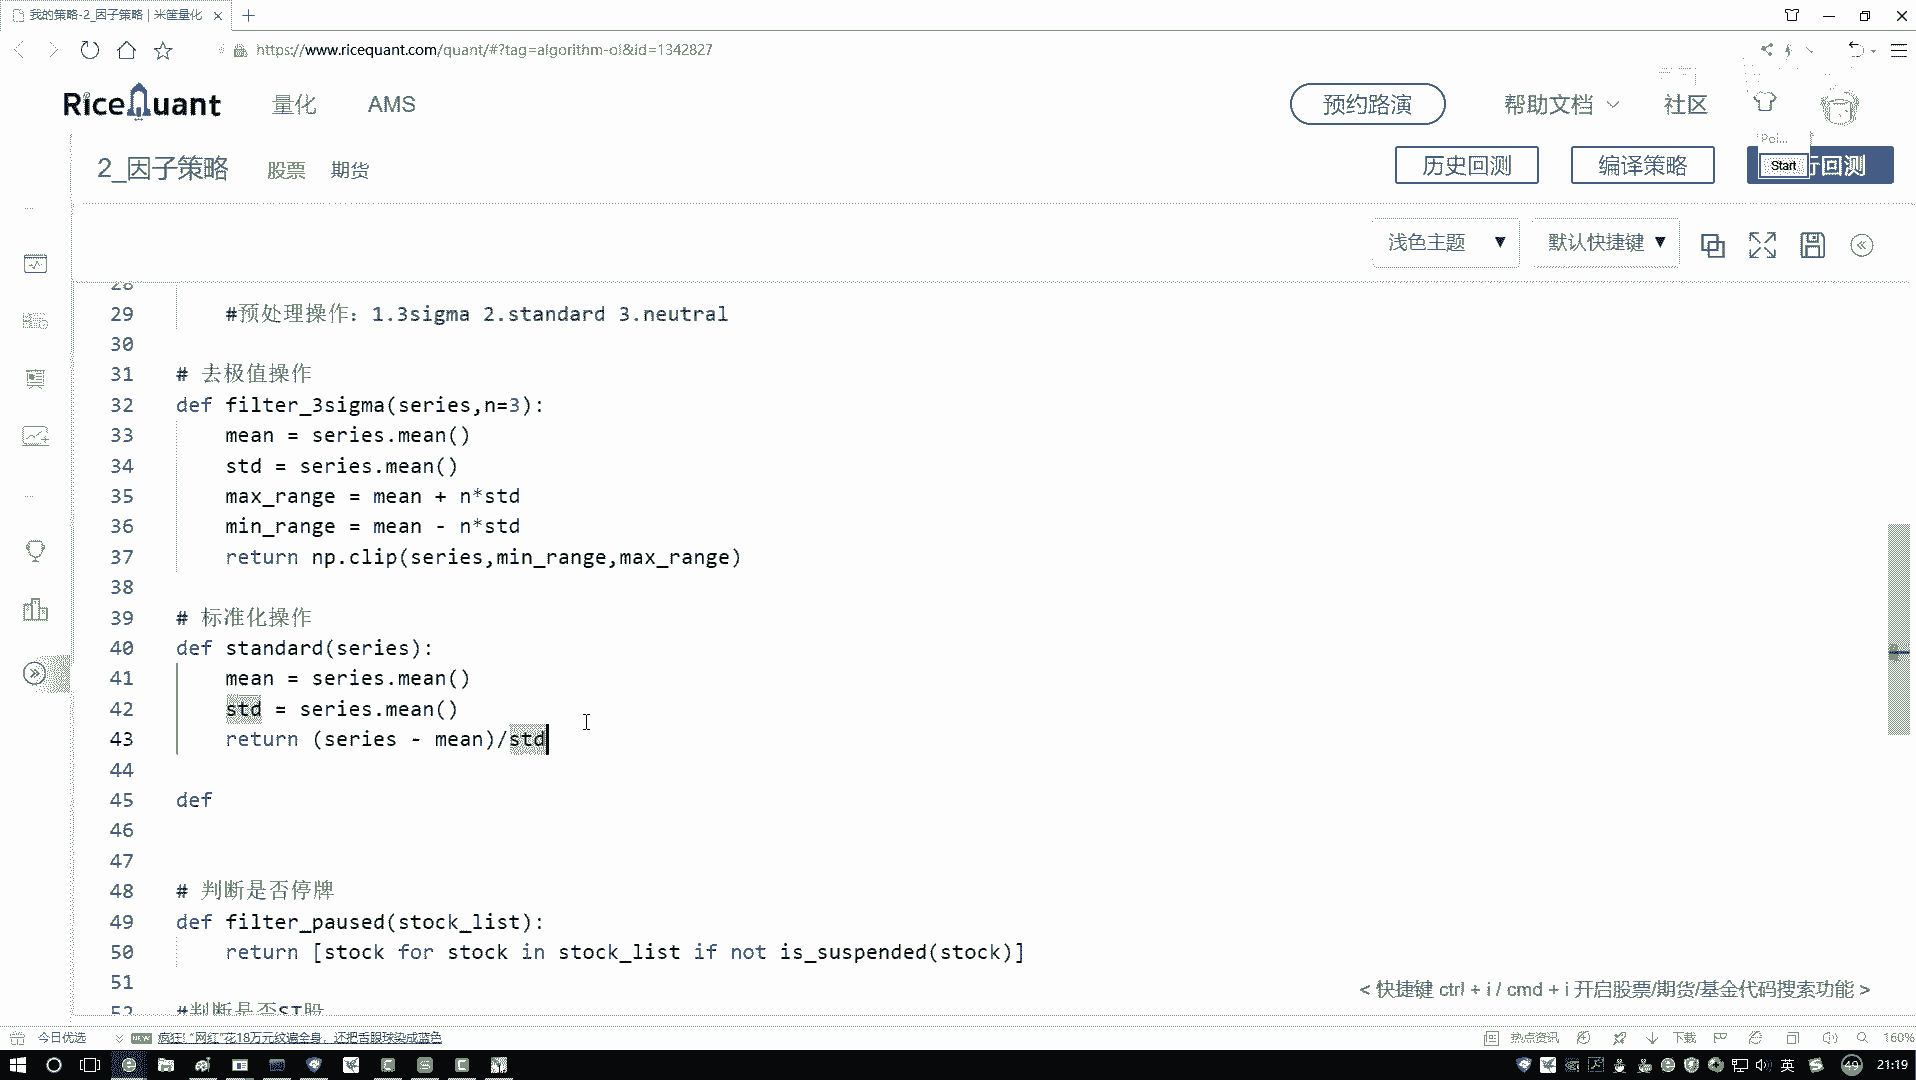 我的策略-2_因子策略 | 米筐量化
https://www.ricequant.com/quant/#?tag=algorithm-ol&id=1342827
RiceQuant 量化 AMS 预约路演 帮助文档 社区
Poi...
2_因子策略 股票 期货 历史回测 编译策略 Start 行回测
浅色主题 ▼ 默认快捷键 ▼
28
29 #预处理操作：1.3sigma 2.standard 3.neutral
30
31 # 去极值操作
32 def filter_3sigma(series,n=3):
33 mean = series.mean()
34 std = series.mean()
35 max_range = mean + n*std
36 min_range = mean - n*std
37 return np.clip(series,min_range,max_range)
38
39 # 标准化操作
40 def standard(series):
41 mean = series.mean()
42 std = series.mean()
43 return (series - mean)/std
44
45 def
46
47
48 # 判断是否停牌
49 def filter_paused(stock_list):
50 return [stock for stock in stock_list if not is_suspended(stock)]
51
52 #判断是否ST股
< 快捷键 ctrl + i / cmd + i 开启股票/期货/基金代码搜索功能 >
今日优选 NEW 疯狂! "网红"花18万元纹遍全身，还把舌眼球染成蓝色 热点资讯 下载 160%
英 49 21:19